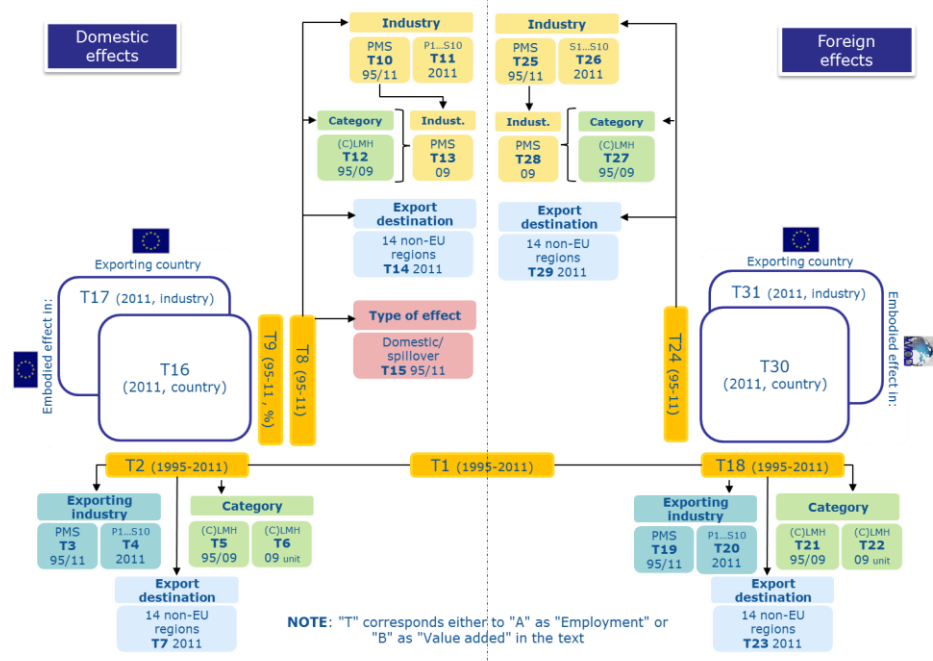 Domestic
effects
Industry
PMS
T10
95/11
P1...S10
T11
2011
Category
(C)LMH
T12
95/09
Indust.
PMS
T13
09
Export
destination
14 non-EU
regions
T14 2011
Type of effect
Domestic/
spillover
T15 95/11
Industry
PMS
T25
95/11
S1...S10
T26
2011
Indust.
PMS
T28
09
Category
(C)LMH
T27
95/09
Export
destination
14 non-EU
regions
T29 2011
Foreign
effects
Exporting country
Embodied effect in:
T17 (2011, industry)
T16
(2011, country)
T9 (95-11, %)
T8 (95-11)
T24 (95-11)
Exporting country
Embodied effect in:
T31 (2011, industry)
T30
(2011, country)
T2 (1995-2011)
T1 (1995-2011)
T18 (1995-2011)
Exporting
industry
PMS
T3
95/11
P1...S10
T4
2011
Category
(C)LMH
T5
95/09
(C)LMH
T6
09 unit
Export
destination
14 non-EU
regions
T7 2011
Exporting
industry
PMS
T19
95/11
P1...S10
T20
2011
Category
(C)LMH
T21
95/09
(C)LMH
T22
09 unit
Export
destination
14 non-EU
regions
T23 2011
NOTE: "T" corresponds either to "A" as "Employment" or
"B" as "Value added" in the text